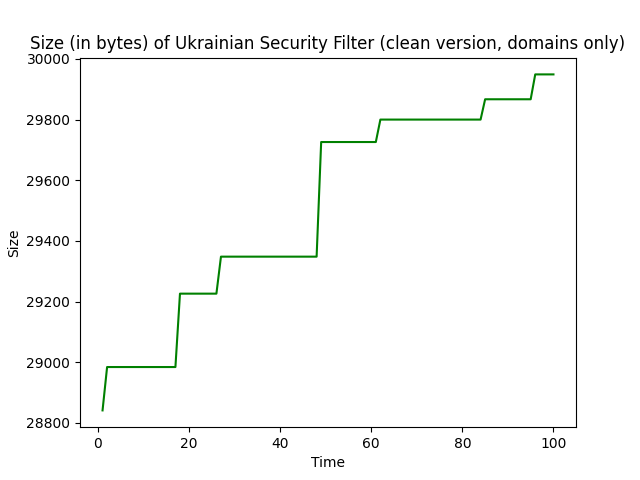 Size (in bytes) of Ukrainian Security Filter (clean version, domains only)
30000
29800
29600
29400
29200
29000
28800
Size
0 20 40 60 80 100
Time